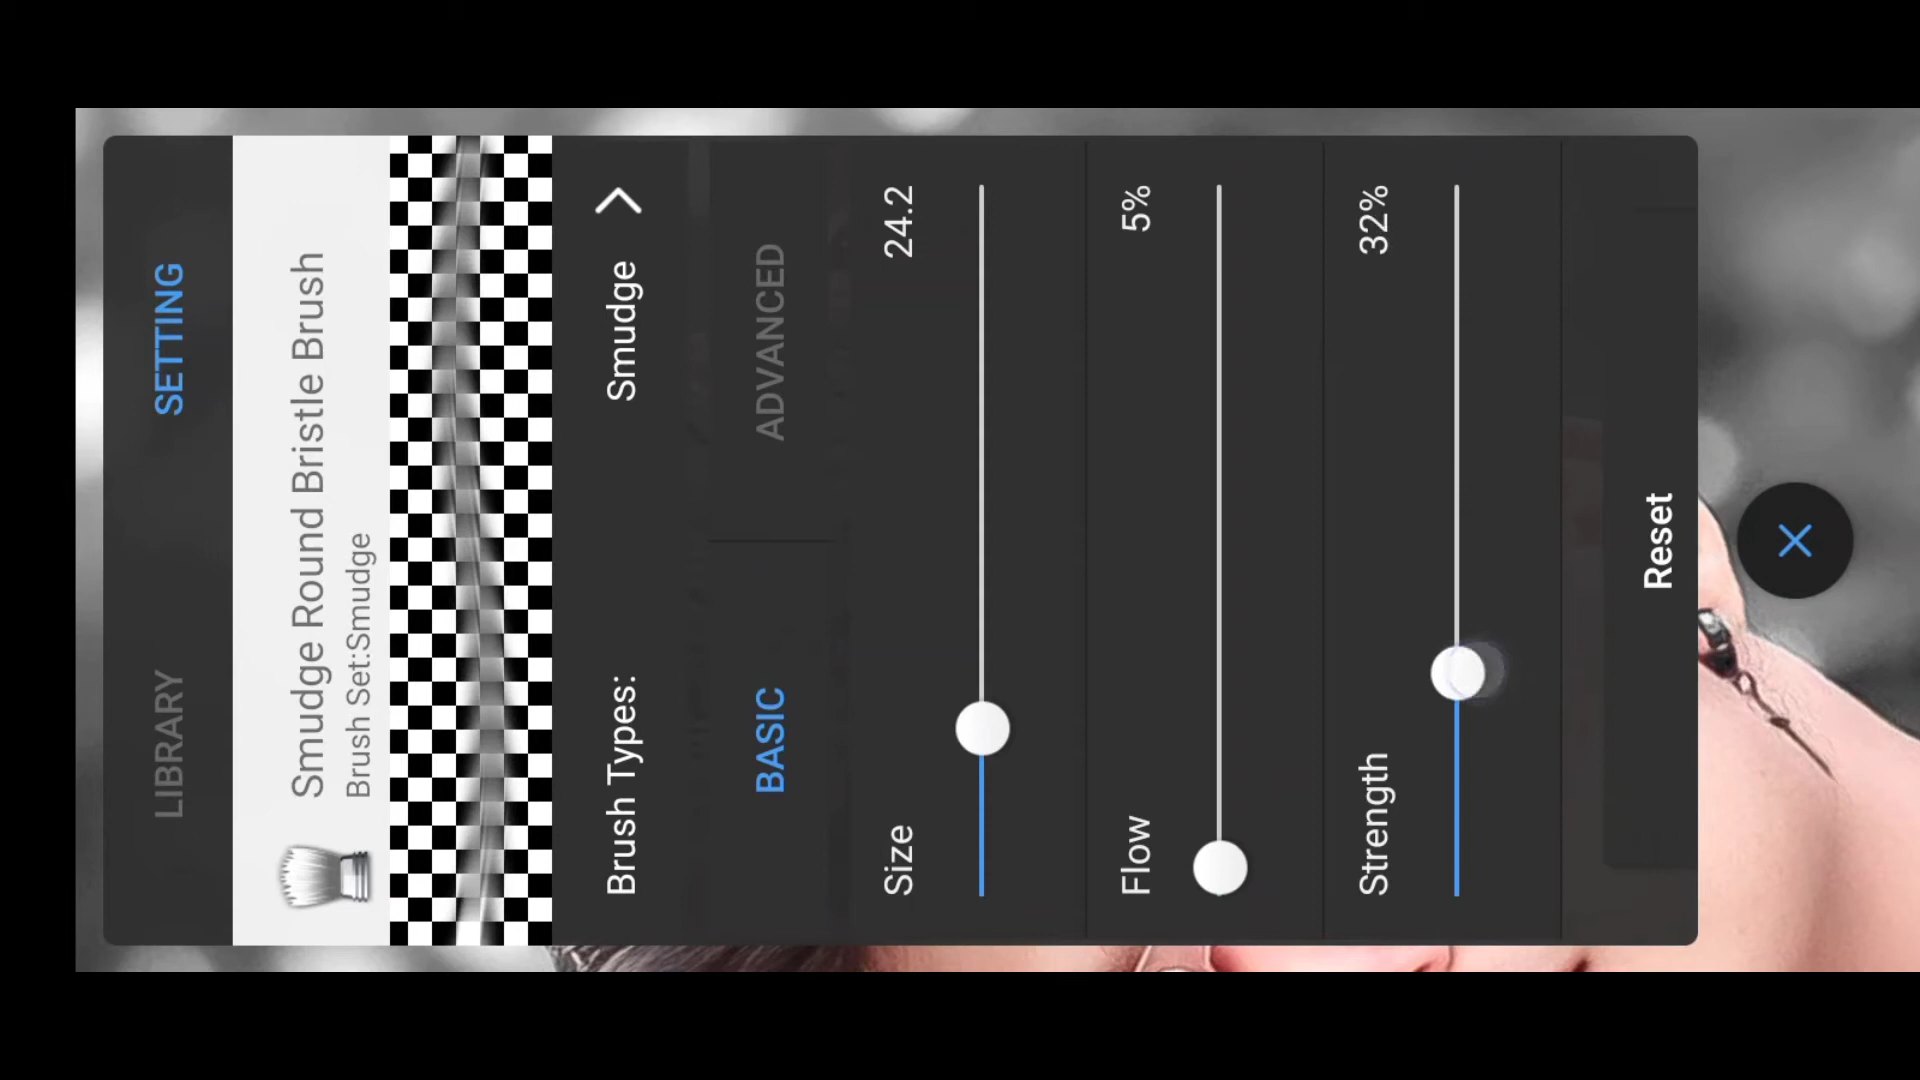 LIBRARY SETTING
Smudge Round Bristle Brush
Brush Set:Smudge
Brush Types: Smudge
BASIC ADVANCED
Size 24.2
Flow 5%
Strength 32%
Reset